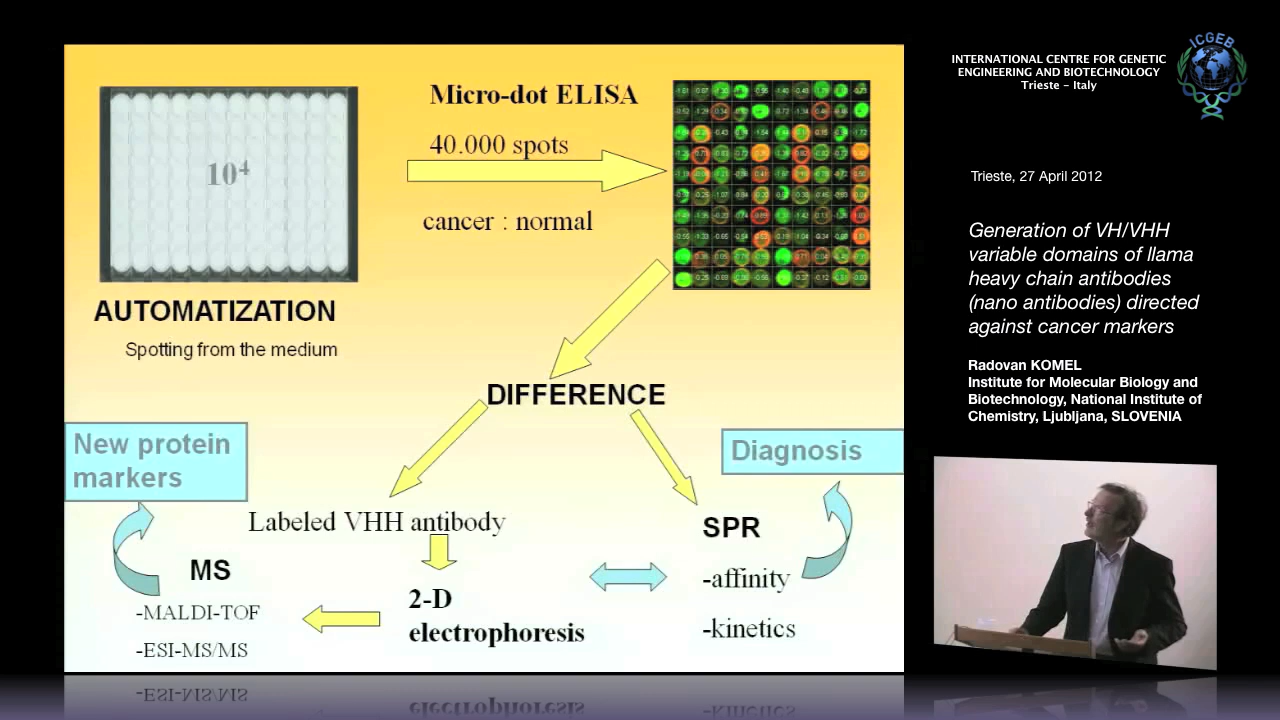 Micro-dot ELISA
40.000 spots
cancer : normal
10⁴
AUTOMATIZATION
Spotting from the medium
DIFFERENCE
New protein
markers
Diagnosis
Labeled VHH antibody
SPR
-affinity
-kinetics
MS
-MALDI-TOF
-ESI-MS/MS
2-D
electrophoresis
INTERNATIONAL CENTRE FOR GENETIC
ENGINEERING AND BIOTECHNOLOGY
Trieste - Italy
ICGEB
Trieste, 27 April 2012
Generation of VH/VHH
variable domains of llama
heavy chain antibodies
(nano antibodies) directed
against cancer markers
Radovan KOMEL
Institute for Molecular Biology and
Biotechnology, National Institute of
Chemistry, Ljubljana, SLOVENIA